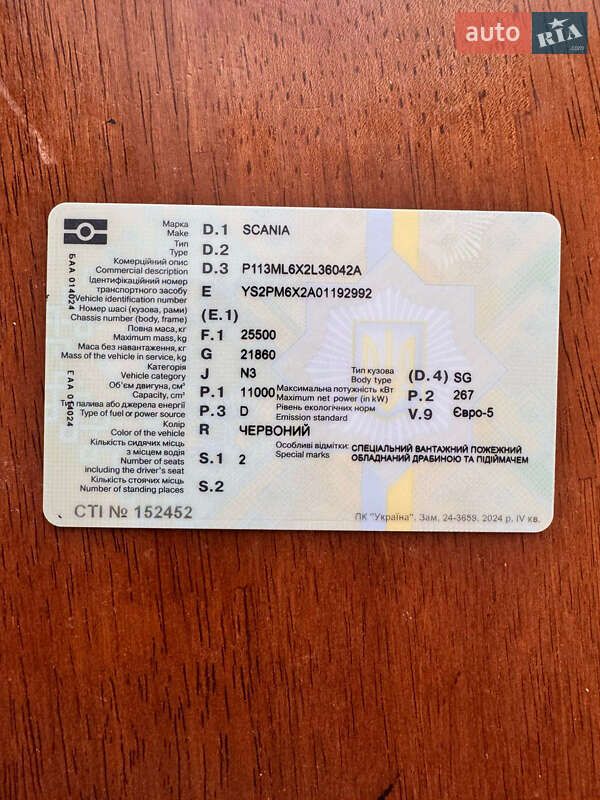 auto RIA.com
Марка
Make D.1 SCANIA
Тип
Type D.2
Комерційний опис
Commercial description D.3 P113ML6X2L36042A
Ідентифікаційний номер
транспортного засобу
Vehicle identification number E YS2PM6X2A01192992
Номер шасі (кузова, рами)
Chassis number (body, frame) (E.1)
Повна маса, кг
Maximum mass, kg F.1 25500
Маса без навантаження, кг
Mass of the vehicle in service, kg G 21860
Категорія
Vehicle category J N3
Тип кузова
Body type (D.4) SG
Об'єм двигуна, см³
Capacity, cm³ P.1 11000
Максимальна потужність кВт
Maximum net power (in kW) P.2 267
Тип палива або джерела енергії
Type of fuel or power source P.3 D
Рівень екологічних норм
Emission standard V.9 Євро-5
Колір
Color of the vehicle R ЧЕРВОНИЙ
Кількість сидячих місць
з місцем водія
Number of seats
including the driver's seat S.1 2
Особливі відмітки:
Special marks
СПЕЦІАЛЬНИЙ ВАНТАЖНИЙ ПОЖЕЖНИЙ
ОБЛАДНАНИЙ ДРАБИНОЮ ТА ПІДІЙМАЧЕМ
Кількість стоячих місць
Number of standing places S.2
СТІ № 152452
ПК "Україна". Зам. 24-3659. 2024 р. IV кв.
БАА 014024
ЕАА 014024